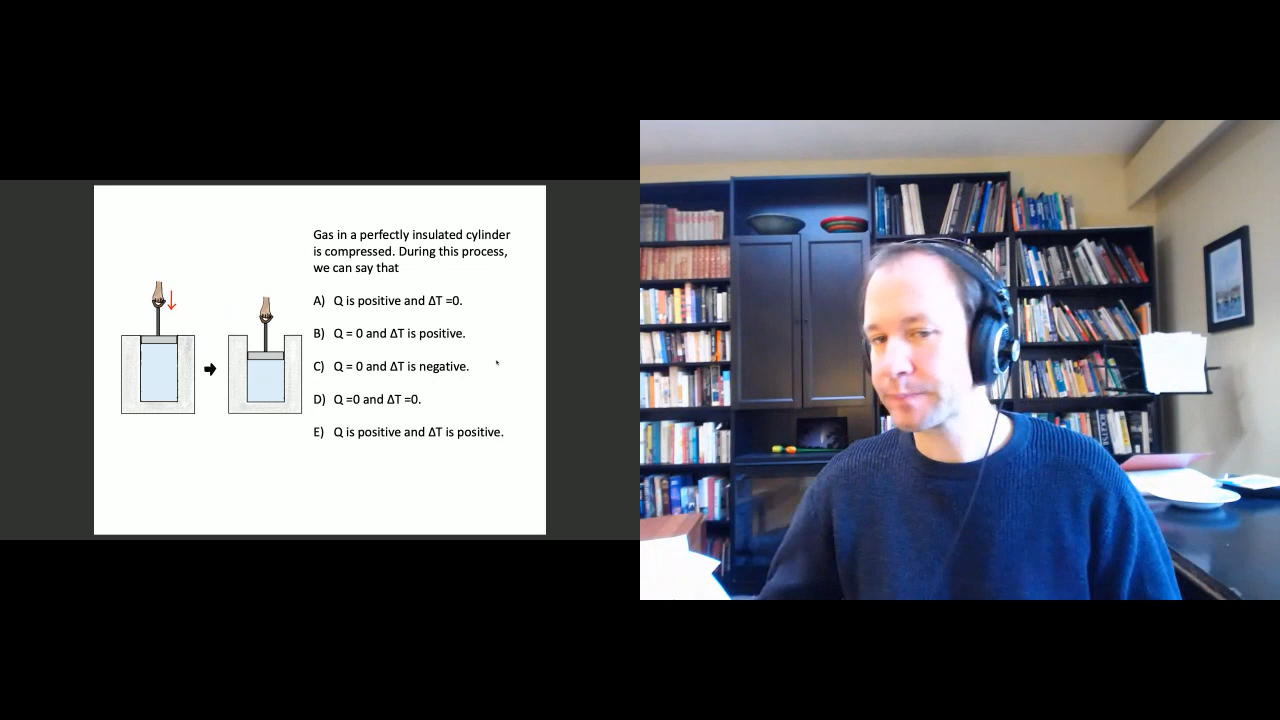 Gas in a perfectly insulated cylinder
is compressed. During this process,
we can say that
A) Q is positive and ΔT =0.
B) Q = 0 and ΔT is positive.
C) Q = 0 and ΔT is negative.
D) Q =0 and ΔT =0.
E) Q is positive and ΔT is positive.